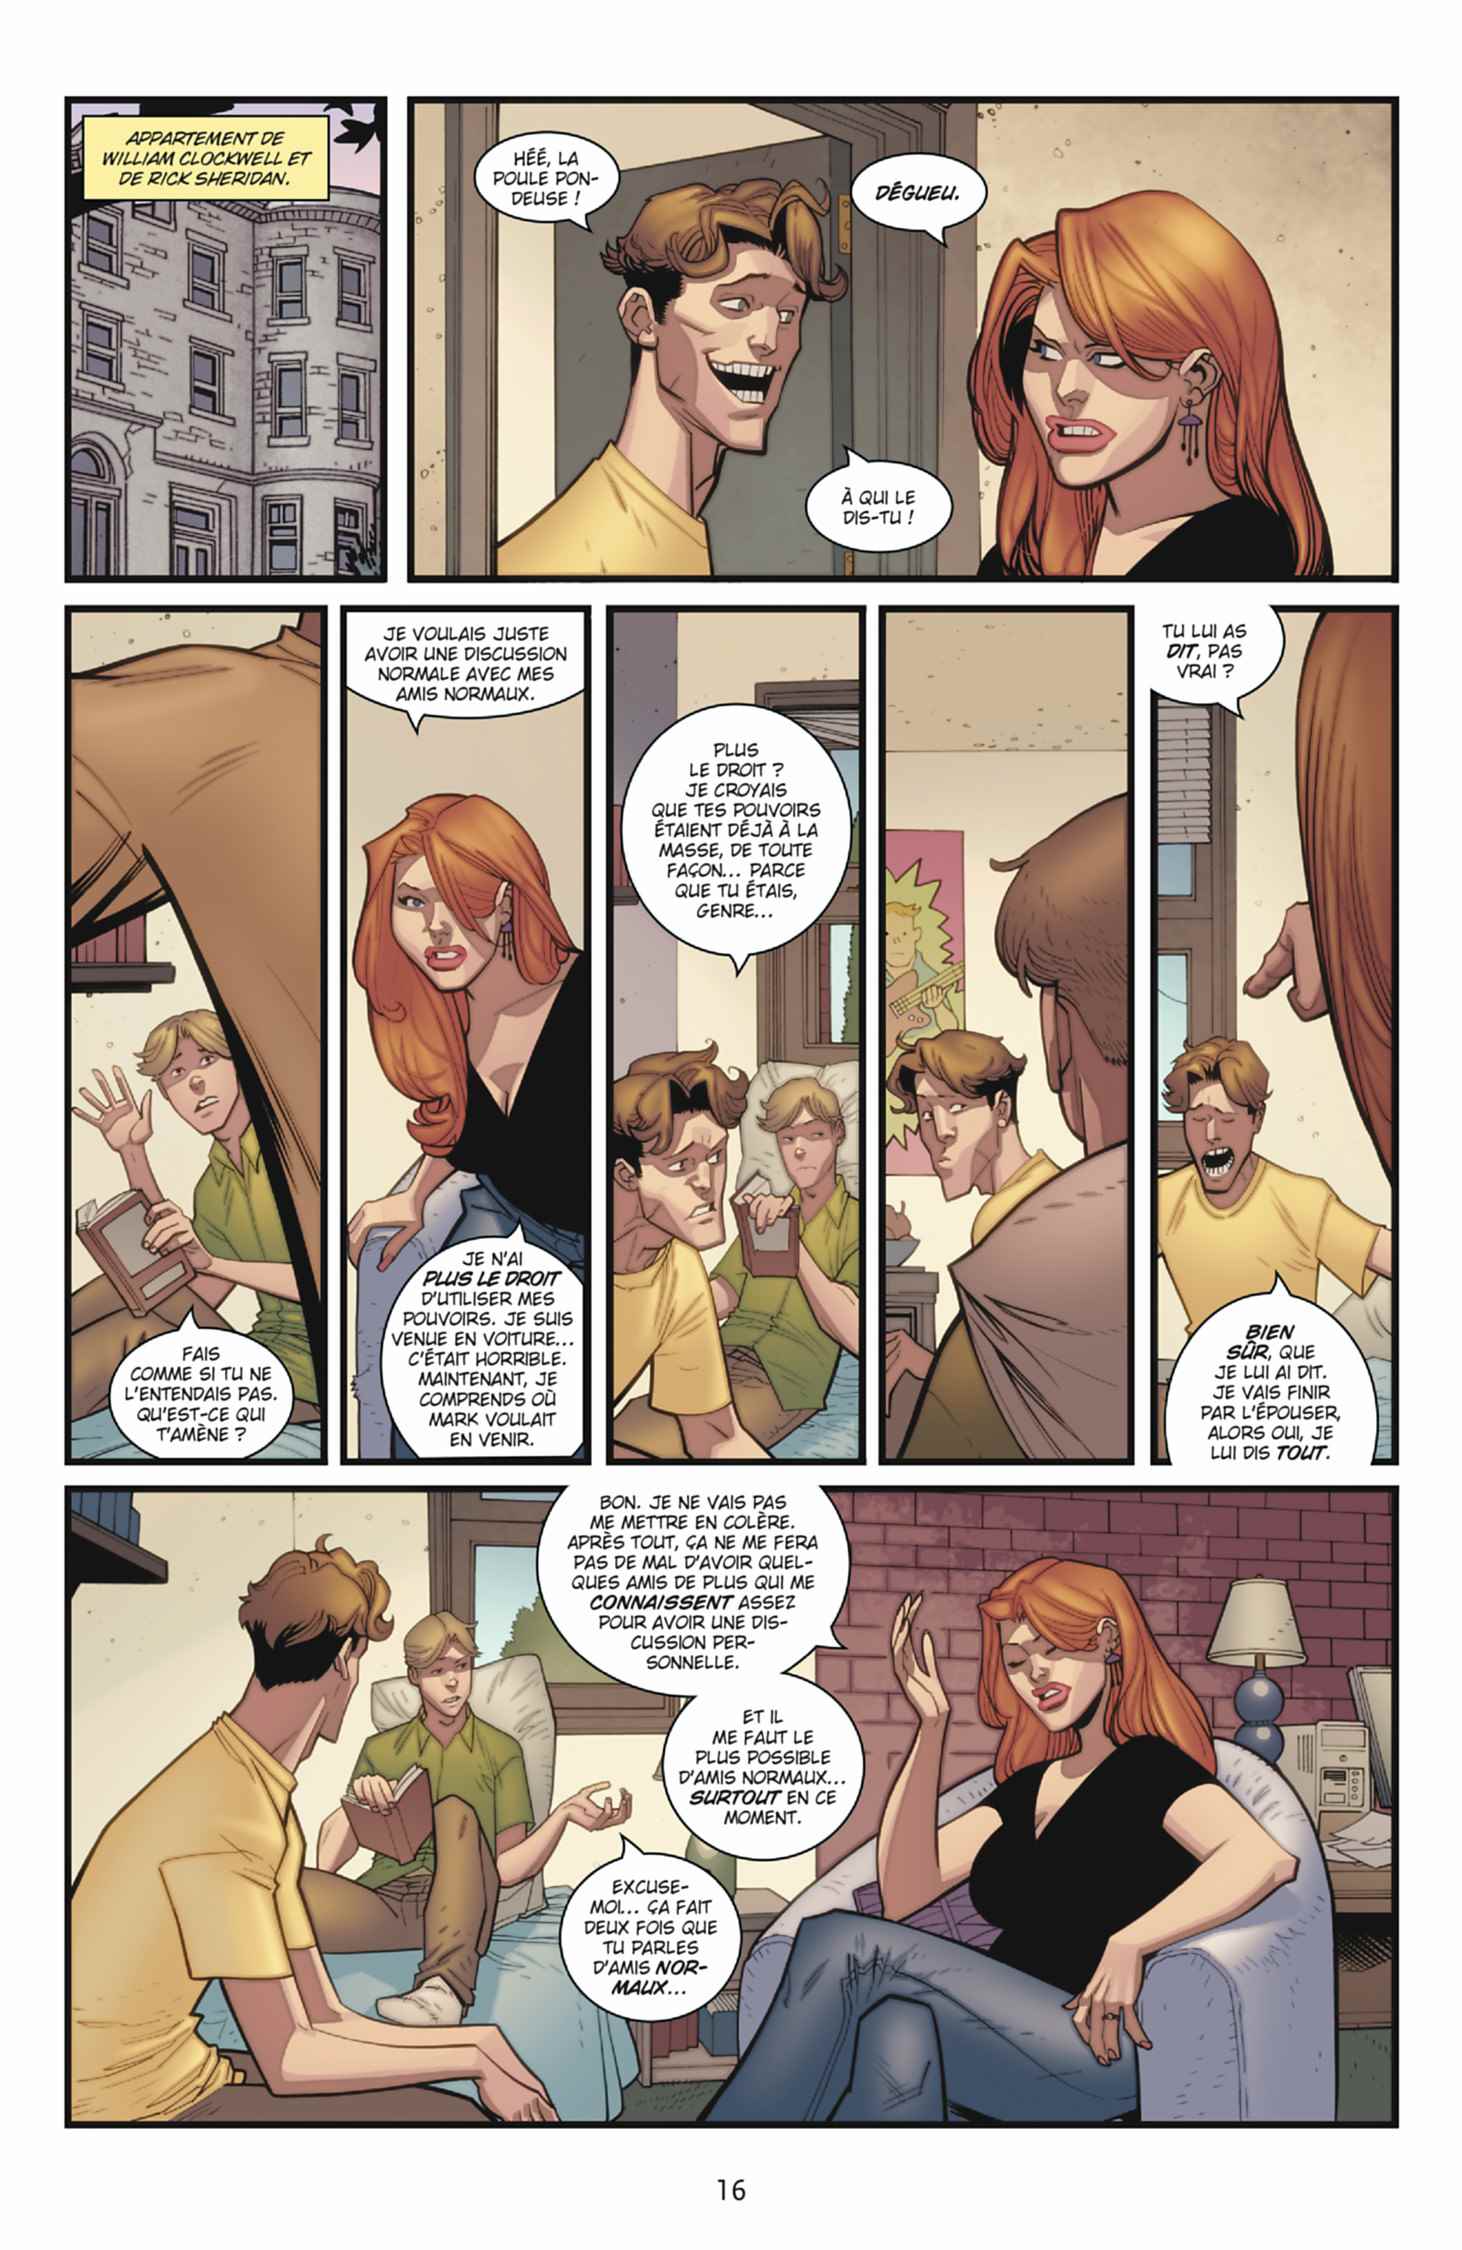 APPARTEMENT DE
WILLIAM CLOCKWELL ET
DE RICK SHERIDAN.
HÉÉ, LA
POULE PON-
DEUSE !
DÉGUEU.
À QUI LE
DIS-TU !
FAIS
COMME SI TU NE
L'ENTENDAIS PAS.
QU'EST-CE QUI
T'AMÈNE ?
JE VOULAIS JUSTE
AVOIR UNE DISCUSSION
NORMALE AVEC MES
AMIS NORMAUX.
JE N'AI
PLUS LE DROIT
D'UTILISER MES
POUVOIRS. JE SUIS
VENUE EN VOITURE...
C'ÉTAIT HORRIBLE.
MAINTENANT, JE
COMPRENDS OÙ
MARK VOULAIT
EN VENIR.
PLUS
LE DROIT ?
JE CROYAIS
QUE TES POUVOIRS
ÉTAIENT DÉJÀ À LA
MASSE, DE TOUTE
FAÇON... PARCE
QUE TU ÉTAIS,
GENRE...
TU LUI AS
DIT, PAS
VRAI ?
BIEN
SÛR, QUE
JE LUI AI DIT.
JE VAIS FINIR
PAR L'ÉPOUSER,
ALORS OUI, JE
LUI DIS TOUT.
BON. JE NE VAIS PAS
ME METTRE EN COLÈRE.
APRÈS TOUT, ÇA NE ME FERA
PAS DE MAL D'AVOIR QUEL-
QUES AMIS DE PLUS QUI ME
CONNAISSENT ASSEZ
POUR AVOIR UNE DIS-
CUSSION PER-
SONNELLE.
ET IL
ME FAUT LE
PLUS POSSIBLE
D'AMIS NORMAUX...
SURTOUT EN CE
MOMENT.
EXCUSE-
MOI... ÇA FAIT
DEUX FOIS QUE
TU PARLES
D'AMIS NOR-
MAUX...
16